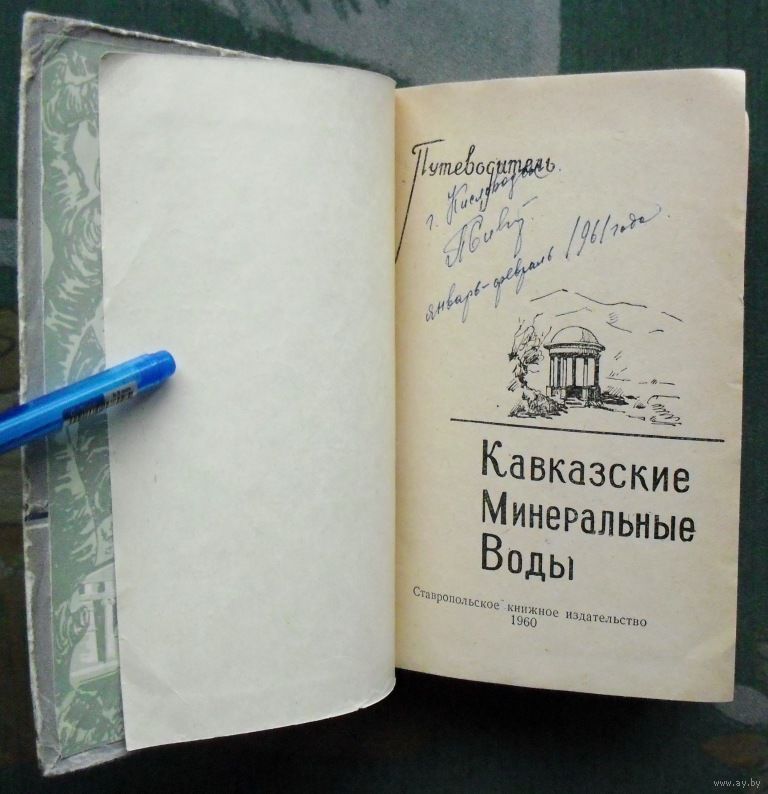 Путеводитель
г. Кисловодск.
январь-февраль 1961 года.
Кавказские
Минеральные
Воды
Ставропольское книжное издательство
1960
www.ay.by